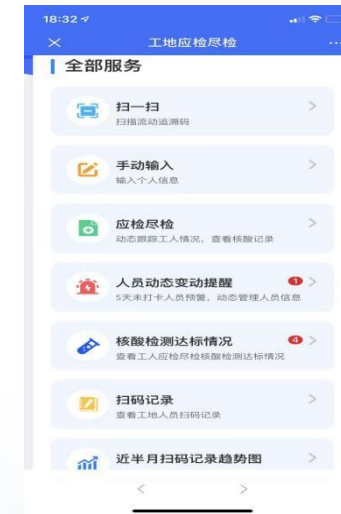 18:32
工地应检尽检
全部服务
扫一扫
扫描流动追溯码
手动输入
输入个人信息
应检尽检
动态跟踪工人情况，查看核酸记录
人员动态变动提醒
1
5天未打卡人员预警，动态管理人员信息
核酸检测达标情况
4
查看工人应检尽检核酸检测达标情况
扫码记录
查看工地人员扫码记录
近半月扫码记录趋势图